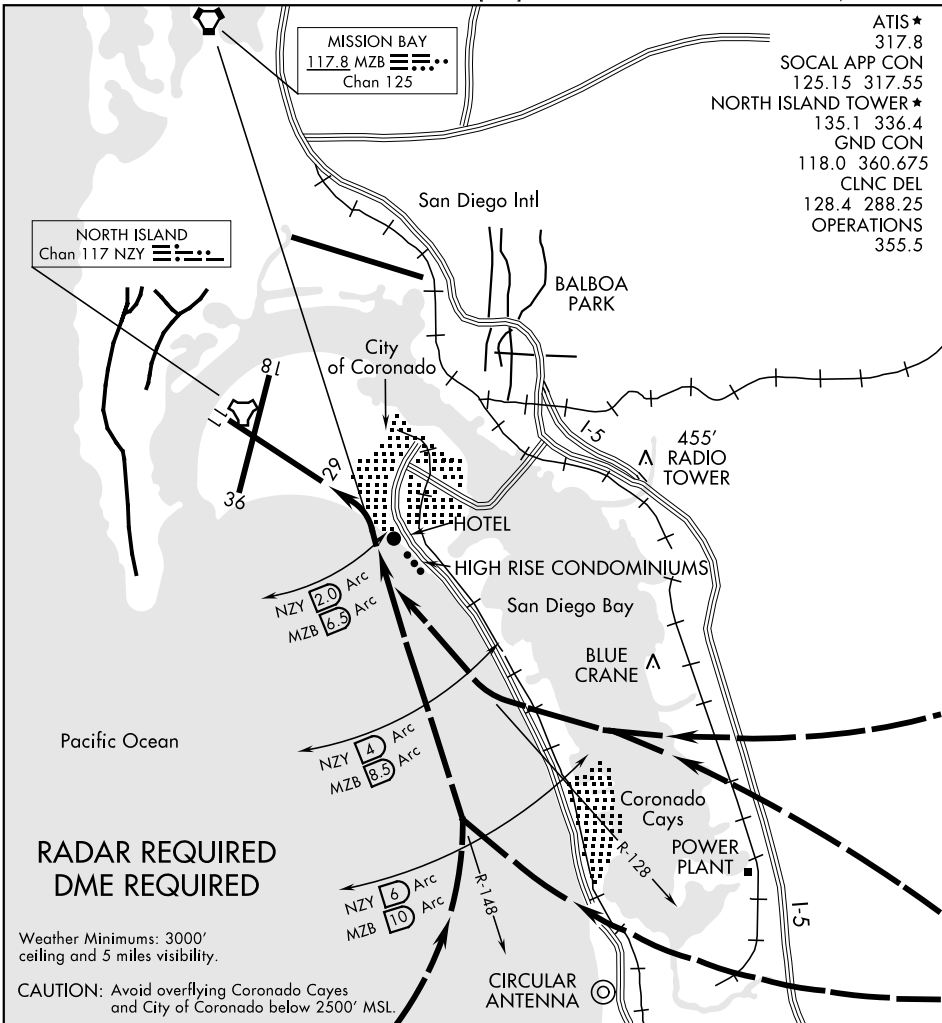 MISSION BAY
117.8 MZB
Chan 125
ATIS★
317.8
SOCAL APP CON
125.15 317.55
NORTH ISLAND TOWER★
135.1 336.4
GND CON
118.0 360.675
CLNC DEL
128.4 288.25
OPERATIONS
355.5
San Diego Intl
NORTH ISLAND
Chan 117 NZY
BALBOA
PARK
City
of Coronado
18
11
29
36
I-5
455'
RADIO
TOWER
HOTEL
HIGH RISE CONDOMINIUMS
NZY 2.0 Arc
MZB 6.5 Arc
San Diego Bay
BLUE
CRANE
Pacific Ocean
NZY 4 Arc
MZB 8.5 Arc
Coronado
Cays
POWER
PLANT
R-128
RADAR REQUIRED
DME REQUIRED
NZY 6 Arc
MZB 10 Arc
R-148
I-5
Weather Minimums: 3000'
ceiling and 5 miles visibility.
CIRCULAR
ANTENNA
CAUTION: Avoid overflying Coronado Cayes
and City of Coronado below 2500' MSL.